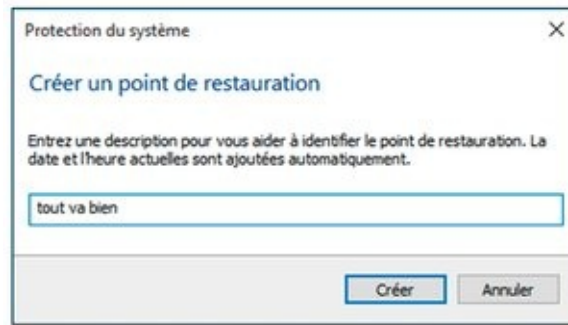 Protection du système
Créer un point de restauration
Entrez une description pour vous aider à identifier le point de restauration. La
date et l'heure actuelles sont ajoutées automatiquement.
tout va bien
Créer Annuler